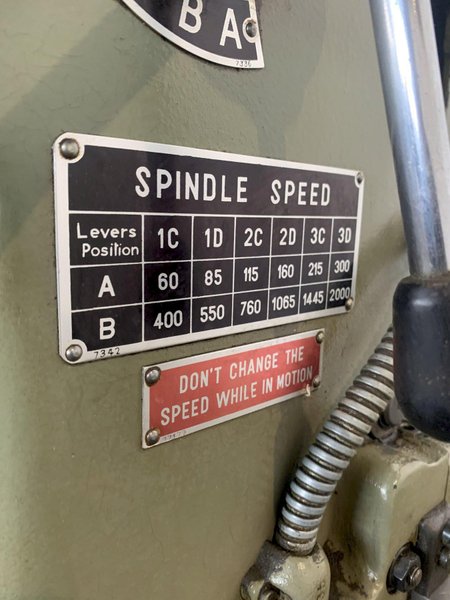 B A
7336
SPINDLE SPEED
Levers Position 1C 1D 2C 2D 3C 3D
A 60 85 115 160 215 300
B 400 550 760 1065 1445 2000
7342
DON'T CHANGE THE
SPEED WHILE IN MOTION